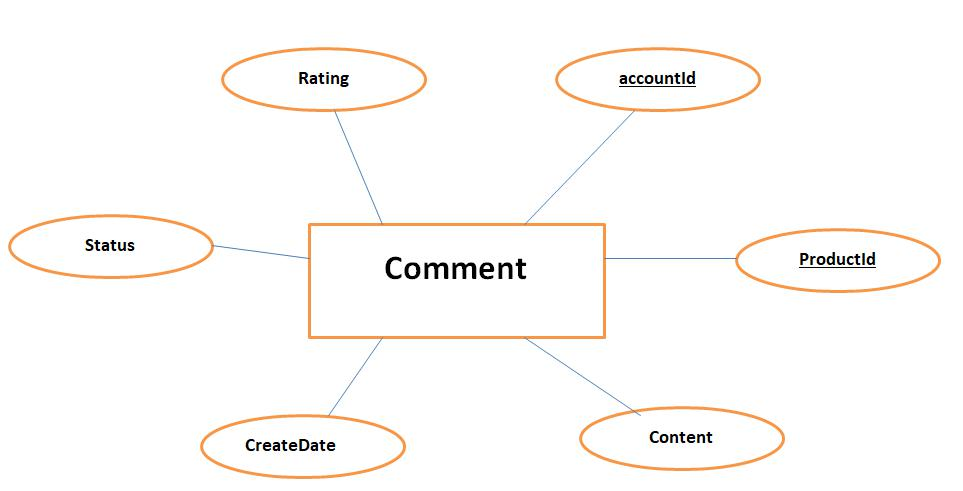 Rating
accountId
Status
Comment
ProductId
CreateDate
Content